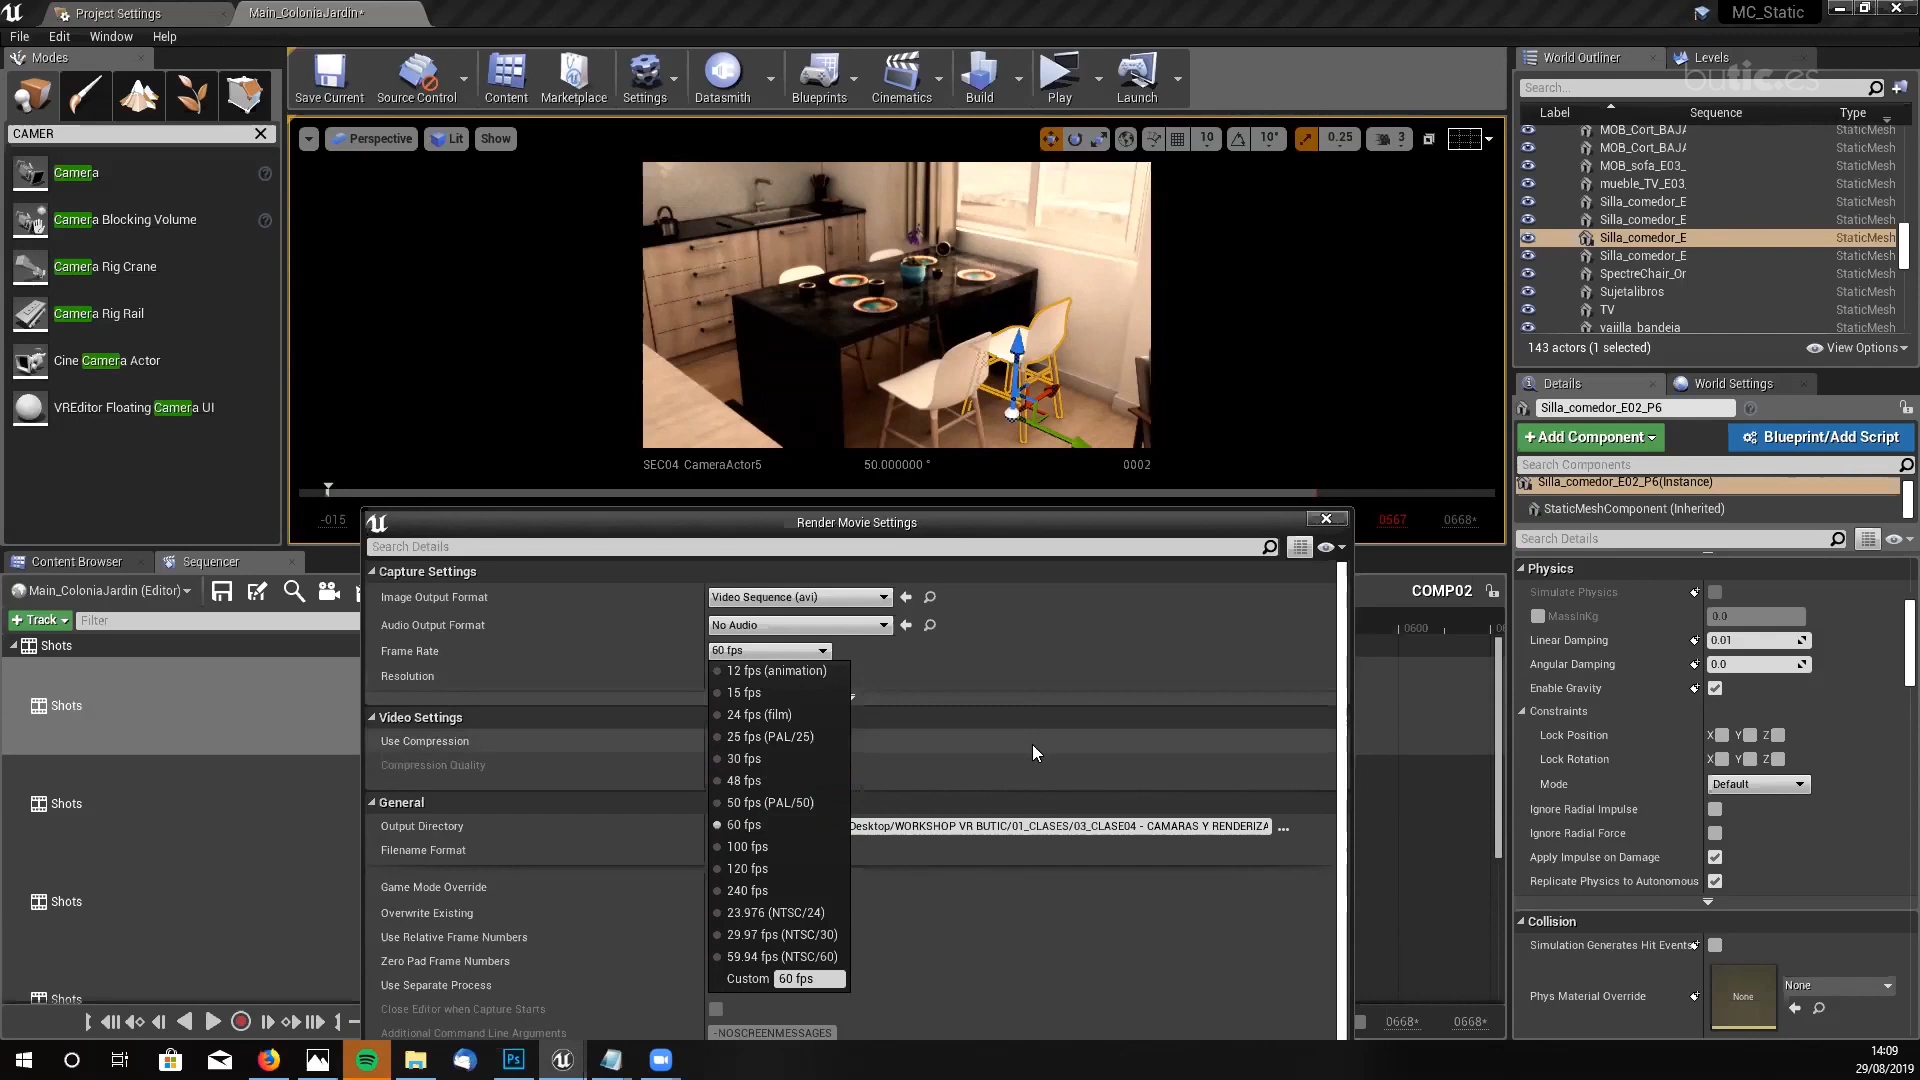 Project Settings
Main_ColoniaJardin*
MC_Static
File Edit Window Help
Modes
World Outliner
Levels
butic.es
Save Current
Source Control
Content
Marketplace
Settings
Datasmith
Blueprints
Cinematics
Build
Play
Launch
CAMER
Perspective
Lit
Show
10
10°
0.25
3
Search...
Label Sequence Type
MOB_Cort_BAJA StaticMesh
MOB_Cort_BAJA StaticMesh
MOB_sofa_E03_ StaticMesh
mueble_TV_E03_ StaticMesh
Silla_comedor_E StaticMesh
Silla_comedor_E StaticMesh
Silla_comedor_E StaticMesh
Silla_comedor_E StaticMesh
SpectreChair_Or StaticMesh
Sujetalibros StaticMesh
TV StaticMesh
vajilla_bandeja StaticMesh
143 actors (1 selected)
View Options
Camera
Camera Blocking Volume
Camera Rig Crane
Camera Rig Rail
Cine Camera Actor
VREditor Floating Camera UI
SEC04 CameraActor5
50.000000 °
0002
-015
0567
0668*
Details
World Settings
Silla_comedor_E02_P6
+Add Component
Blueprint/Add Script
Search Components
Silla_comedor_E02_P6(Instance)
StaticMeshComponent (Inherited)
Search Details
Physics
Simulate Physics
MassInKg 0.0
Linear Damping 0.01
Angular Damping 0.0
Enable Gravity
Constraints
Lock Position X Y Z
Lock Rotation X Y Z
Mode Default
Ignore Radial Impulse
Ignore Radial Force
Apply Impulse on Damage
Replicate Physics to Autonomous
Collision
Simulation Generates Hit Events
Phys Material Override
None
None
Content Browser
Sequencer
Main_ColoniaJardin (Editor)
+ Track
Filter
Shots
Shots
Shots
Shots
Shots
Render Movie Settings
Search Details
Capture Settings
Image Output Format Video Sequence (avi)
Audio Output Format No Audio
Frame Rate 60 fps
Resolution
Video Settings
Use Compression
Compression Quality
General
Output Directory
Desktop/WORKSHOP VR BUTIC/01_CLASES/03_CLASE04 - CAMARAS Y RENDERIZA
Filename Format
Game Mode Override
Overwrite Existing
Use Relative Frame Numbers
Zero Pad Frame Numbers
Use Separate Process
Close Editor when Capture Starts
Additional Command Line Arguments
-NOSCREENMESSAGES
12 fps (animation)
15 fps
24 fps (film)
25 fps (PAL/25)
30 fps
48 fps
50 fps (PAL/50)
60 fps
100 fps
120 fps
240 fps
23.976 (NTSC/24)
29.97 fps (NTSC/30)
59.94 fps (NTSC/60)
Custom 60 fps
COMP02
0600
0668*
0668*
14:09
29/08/2019